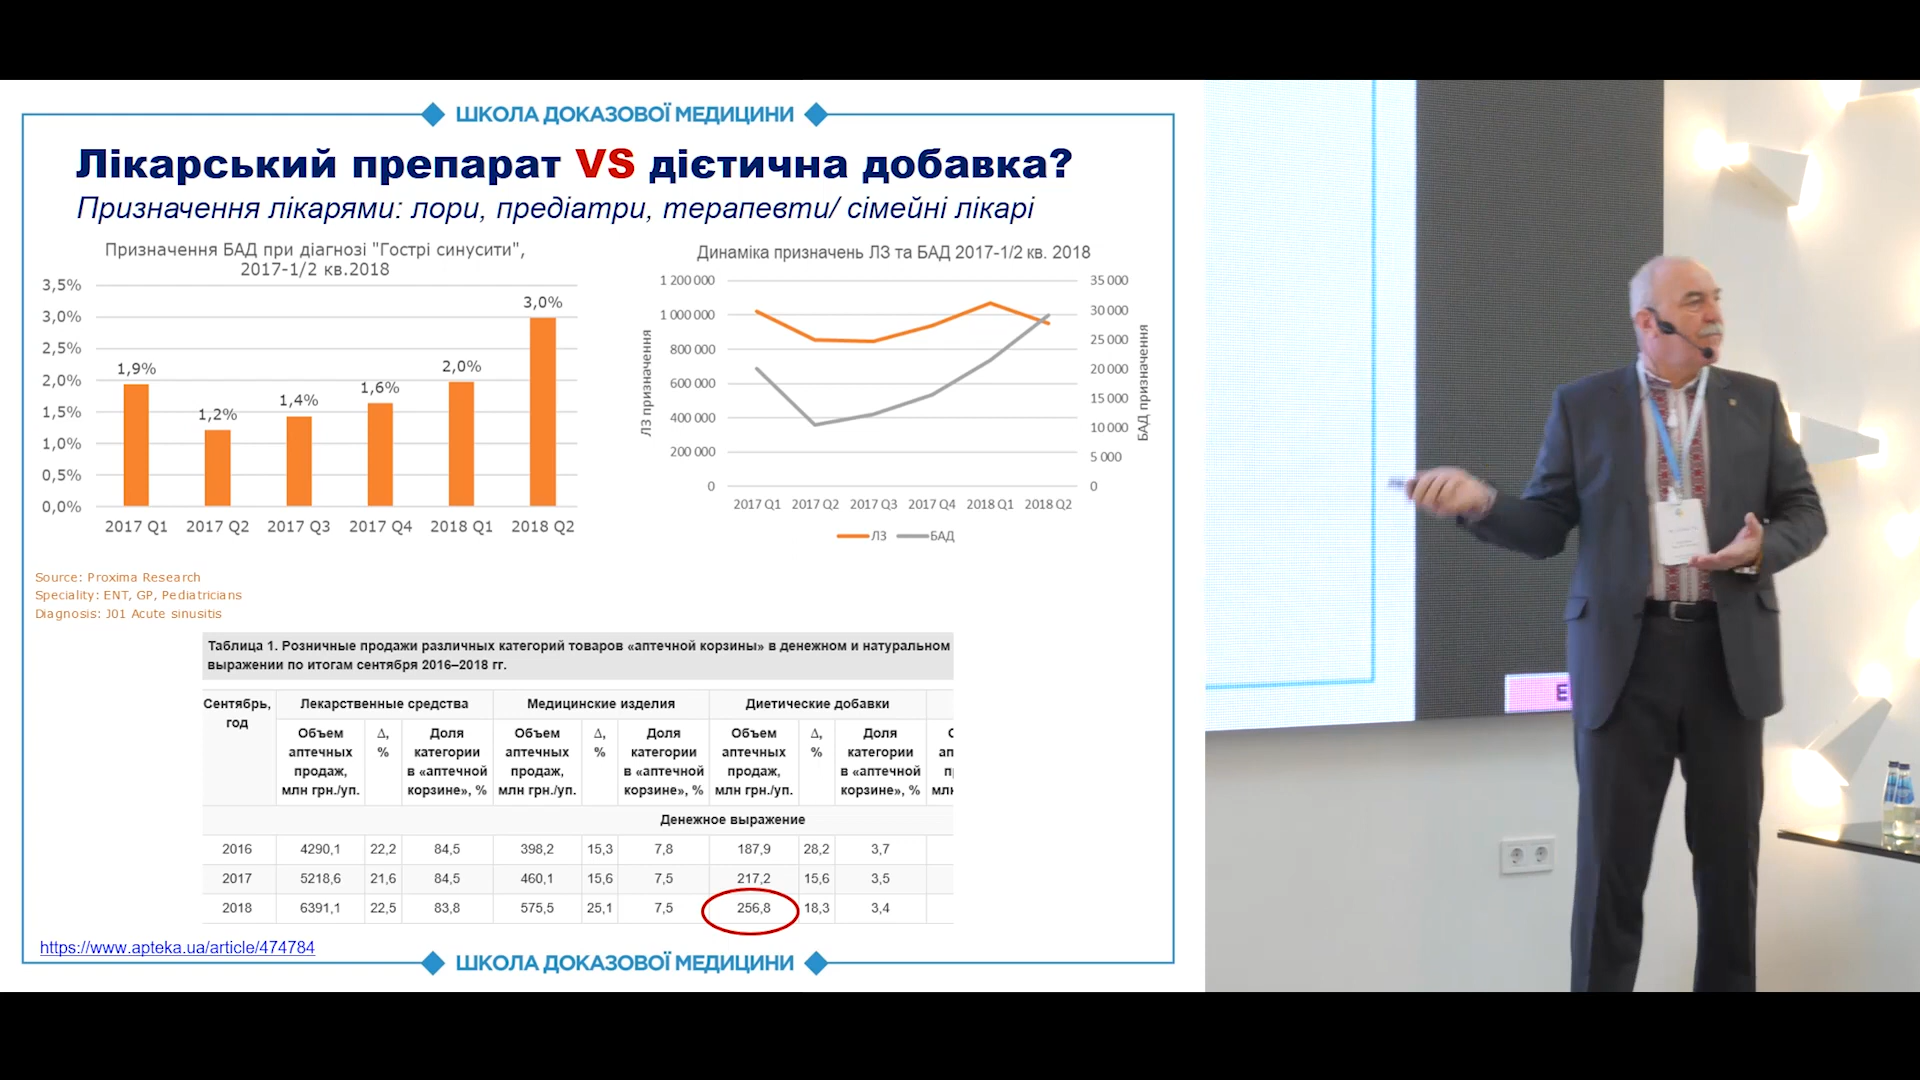 ШКОЛА ДОКАЗОВОЇ МЕДИЦИНИ
Лікарський препарат VS дієтична добавка?
Призначення лікарями: лори, предіатри, терапевти/ сімейні лікарі
Призначення БАД при діагнозі "Гострі синусити",
2017-1/2 кв.2018
3,5%
3,0%
2,5%
2,0%
1,5%
1,0%
0,5%
0,0%
1,9%
1,2%
1,4%
1,6%
2,0%
3,0%
2017 Q1 2017 Q2 2017 Q3 2017 Q4 2018 Q1 2018 Q2
Динаміка призначень ЛЗ та БАД 2017-1/2 кв. 2018
ЛЗ призначення
1 200 000
1 000 000
800 000
600 000
400 000
200 000
0
35 000
30 000
25 000
20 000
15 000
10 000
5 000
0
БАД призначення
2017 Q1 2017 Q2 2017 Q3 2017 Q4 2018 Q1 2018 Q2
ЛЗ БАД
Source: Proxima Research
Speciality: ENT, GP, Pediatricians
Diagnosis: J01 Acute sinusitis
Таблица 1. Розничные продажи различных категорий товаров «аптечной корзины» в денежном и натуральном
выражении по итогам сентября 2016–2018 гг.
Сентябрь, год
Лекарственные средства
Медицинские изделия
Диетические добавки
Объем аптечных продаж, млн грн./уп.
Δ, %
Доля категории в «аптечной корзине», %
Объем аптечных продаж, млн грн./уп.
Δ, %
Доля категории в «аптечной корзине», %
Объем аптечных продаж, млн грн./уп.
Δ, %
Доля категории в «аптечной корзине», %
Денежное выражение
2016 4290,1 22,2 84,5 398,2 15,3 7,8 187,9 28,2 3,7
2017 5218,6 21,6 84,5 460,1 15,6 7,5 217,2 15,6 3,5
2018 6391,1 22,5 83,8 575,5 25,1 7,5 256,8 18,3 3,4
https://www.apteka.ua/article/474784
ШКОЛА ДОКАЗОВОЇ МЕДИЦИНИ